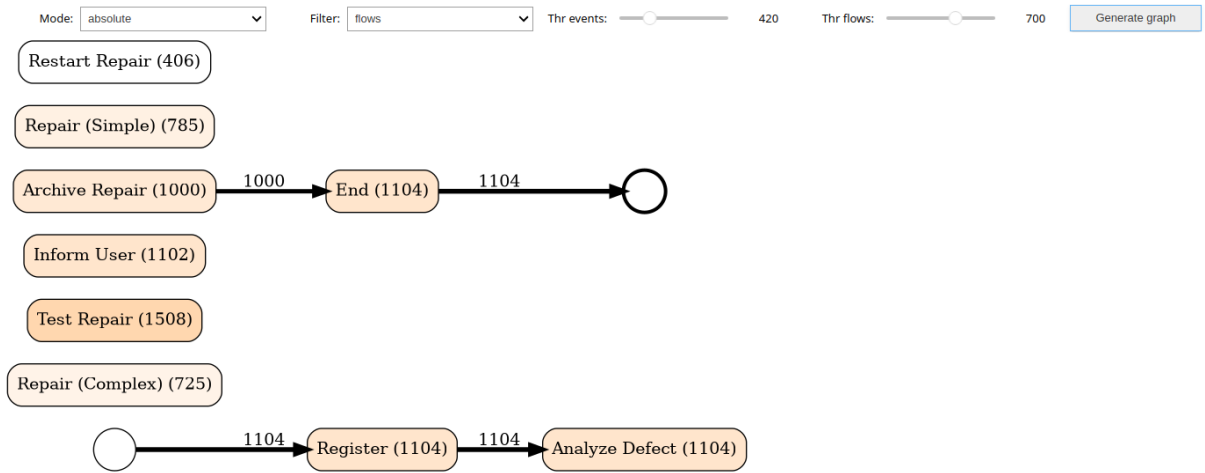 Mode: absolute Filter: flows Thr events: 420 Thr flows: 700 Generate graph
Restart Repair (406)
Repair (Simple) (785)
Archive Repair (1000) 1000 End (1104) 1104
Inform User (1102)
Test Repair (1508)
Repair (Complex) (725)
1104 Register (1104) 1104 Analyze Defect (1104)